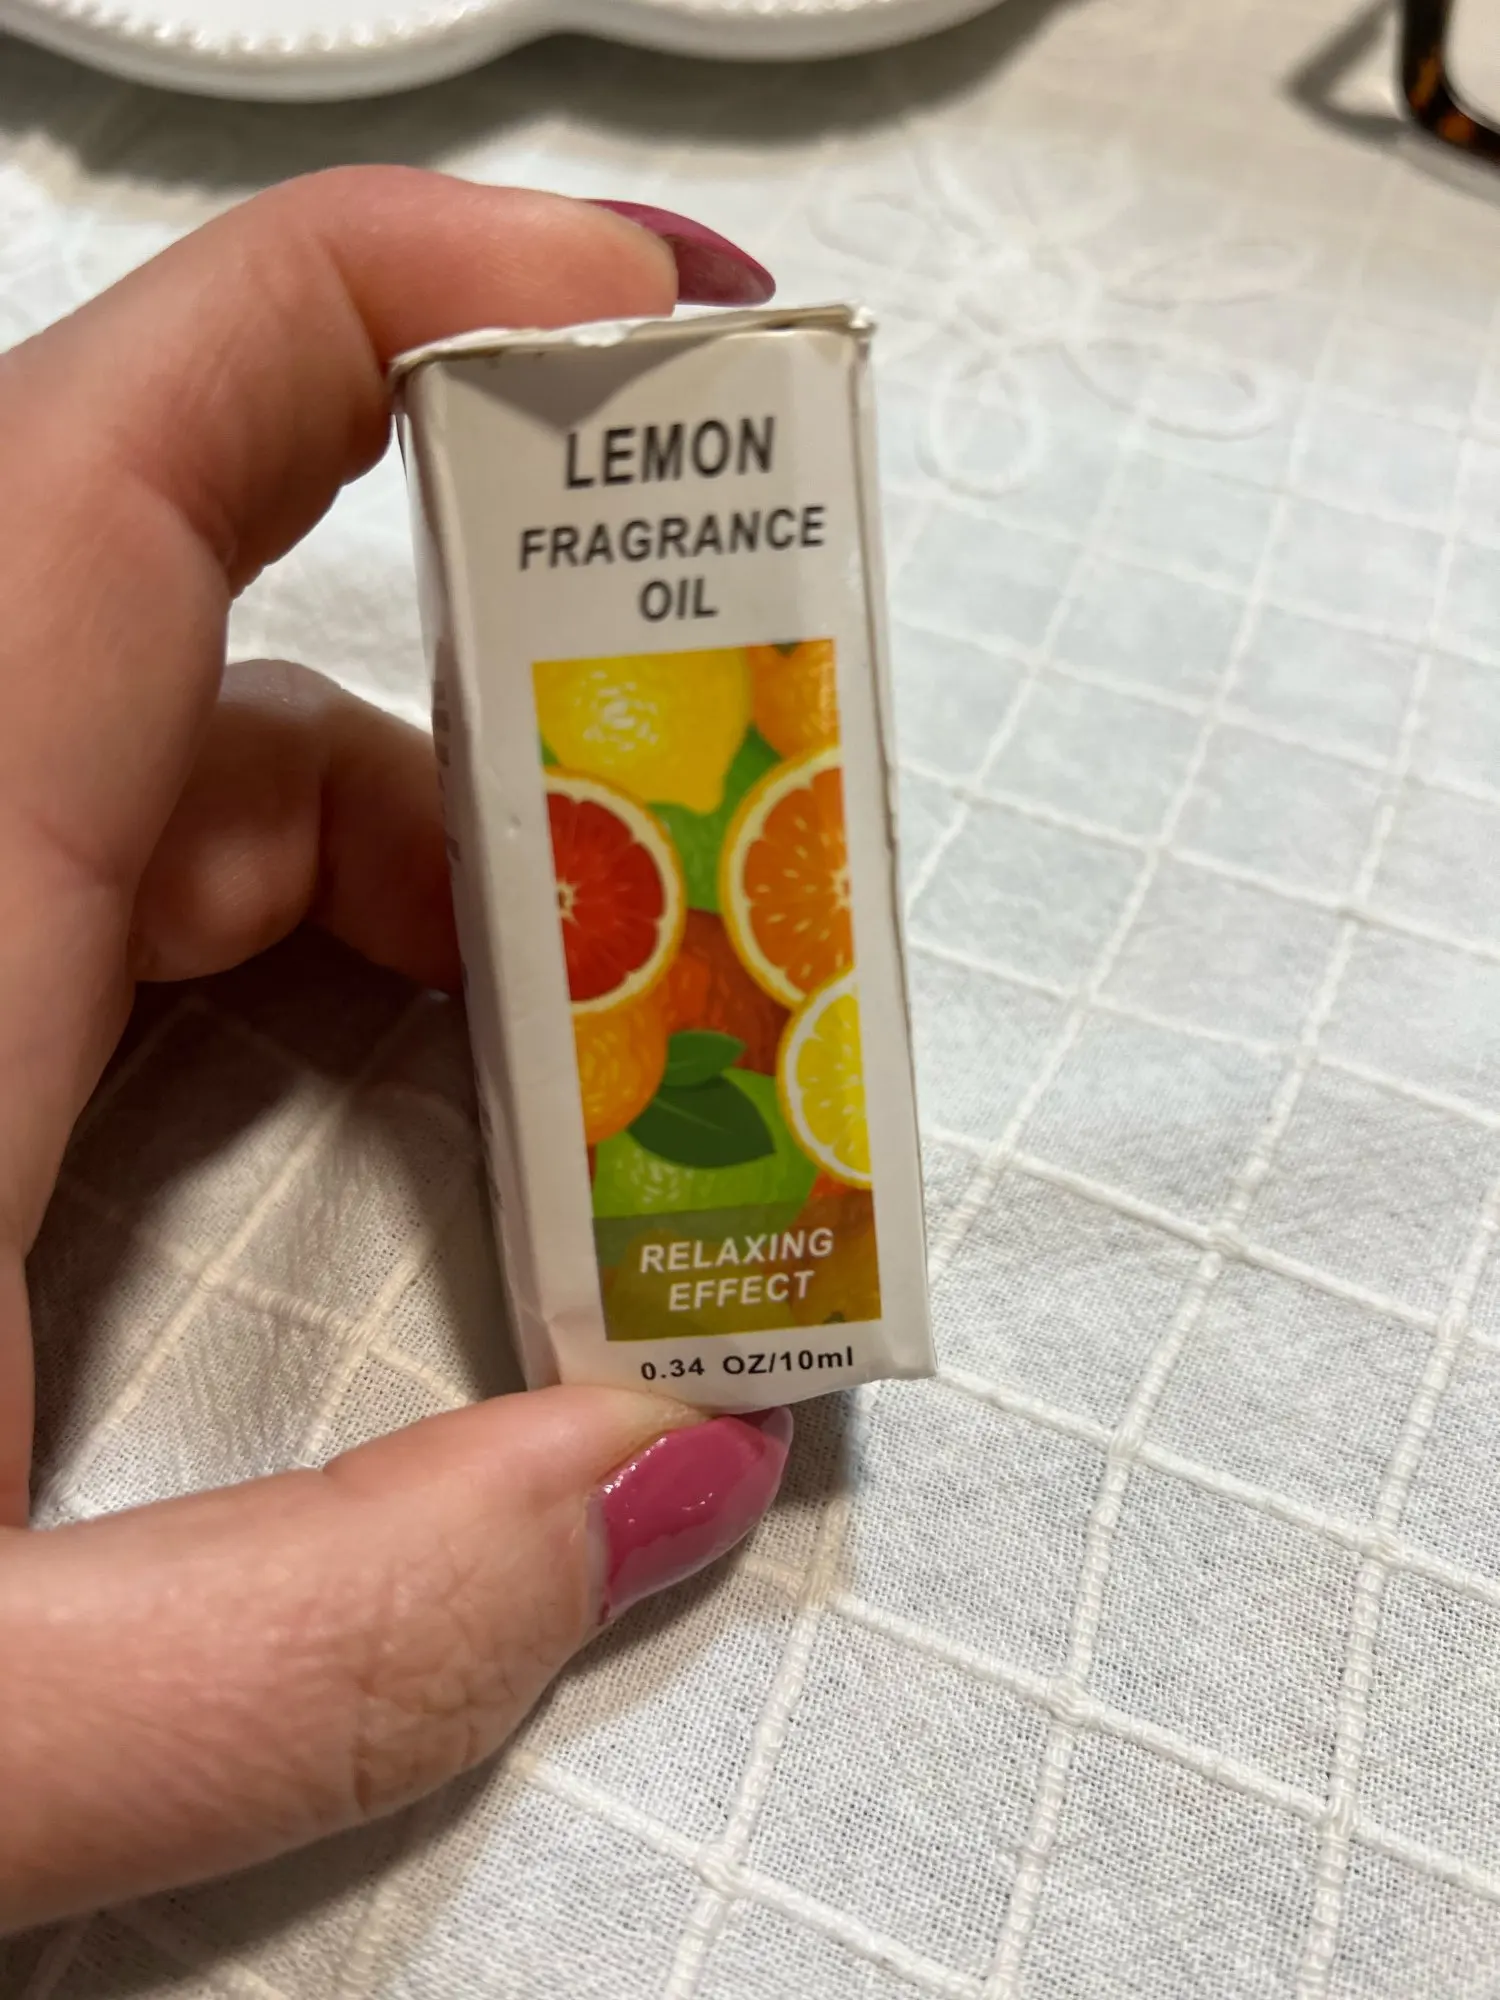 LEMON
FRAGRANCE
OIL
RELAXING
EFFECT
0.34 OZ/10ml